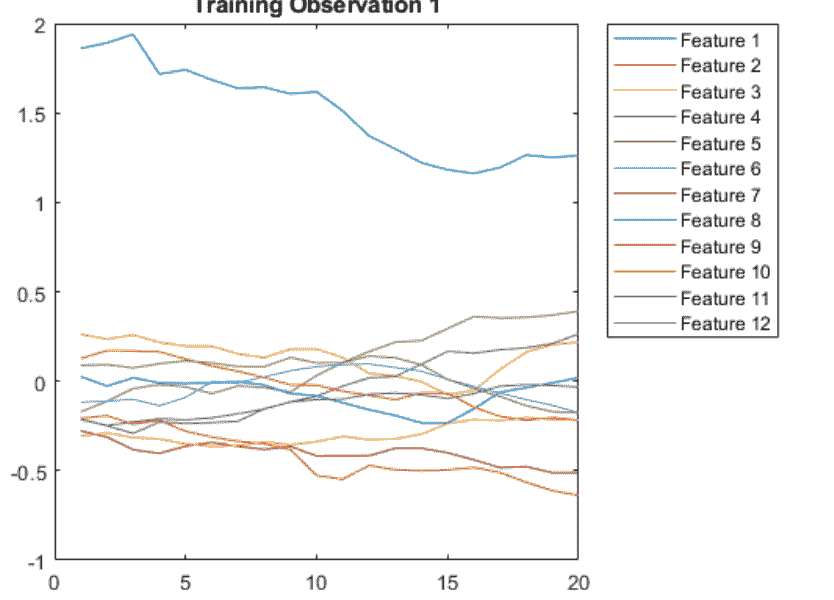 Training Observation 1
2
1.5
1
0.5
0
-0.5
-1
0 5 10 15 20
Feature 1
Feature 2
Feature 3
Feature 4
Feature 5
Feature 6
Feature 7
Feature 8
Feature 9
Feature 10
Feature 11
Feature 12